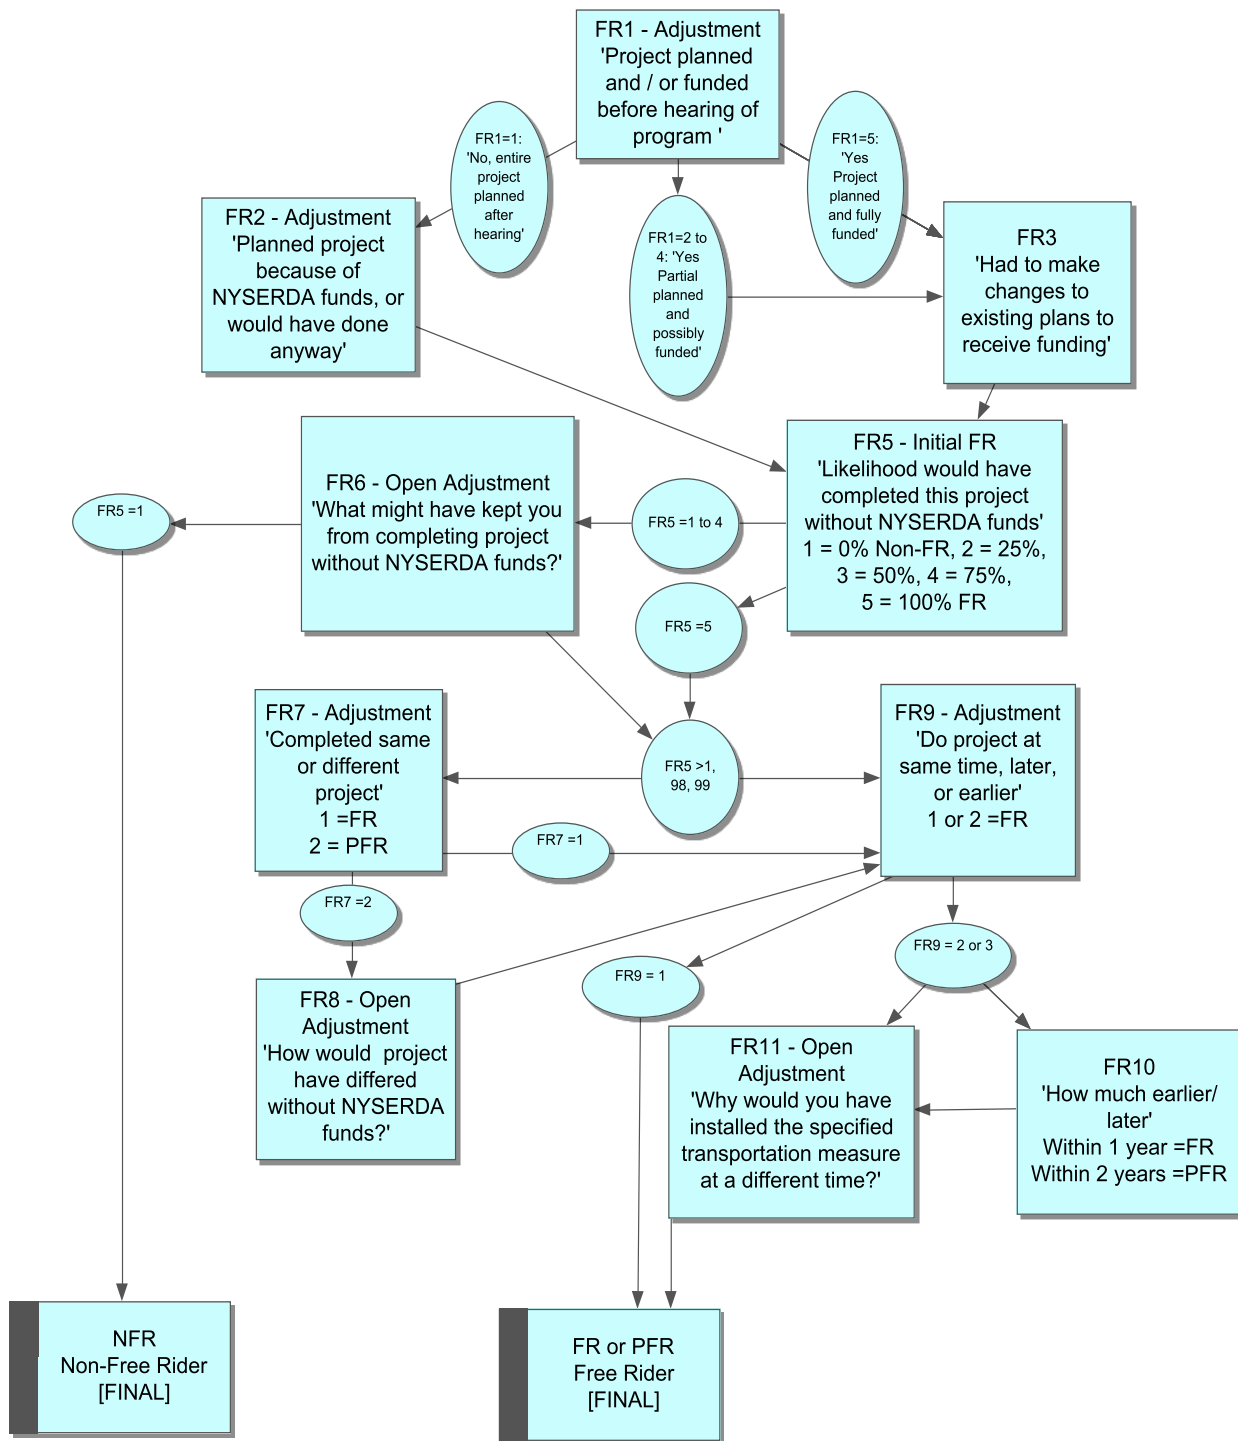 FR1 - Adjustment
'Project planned
and / or funded
before hearing of
program '
FR1=1:
'No, entire
project
planned
after
hearing'
FR1=5:
'Yes
Project
planned
and fully
funded'
FR2 - Adjustment
'Planned project
because of
NYSERDA funds, or
would have done
anyway'
FR1=2 to
4: 'Yes
Partial
planned
and
possibly
funded'
FR3
'Had to make
changes to
existing plans to
receive funding'
FR5 - Initial FR
'Likelihood would have
completed this project
without NYSERDA funds'
1 = 0% Non-FR, 2 = 25%,
3 = 50%, 4 = 75%,
5 = 100% FR
FR6 - Open Adjustment
'What might have kept you
from completing project
without NYSERDA funds?'
FR5 =1
FR5 =1 to 4
FR5 =5
FR7 - Adjustment
'Completed same
or different
project'
1 =FR
2 = PFR
FR5 >1,
98, 99
FR9 - Adjustment
'Do project at
same time, later,
or earlier'
1 or 2 =FR
FR7 =1
FR7 =2
FR9 = 2 or 3
FR9 = 1
FR8 - Open
Adjustment
'How would  project
have differed
without NYSERDA
funds?'
FR11 - Open
Adjustment
'Why would you have
installed the specified
transportation measure
at a different time?'
FR10
'How much earlier/
later'
Within 1 year =FR
Within 2 years =PFR
NFR
Non-Free Rider
[FINAL]
FR or PFR
Free Rider
[FINAL]